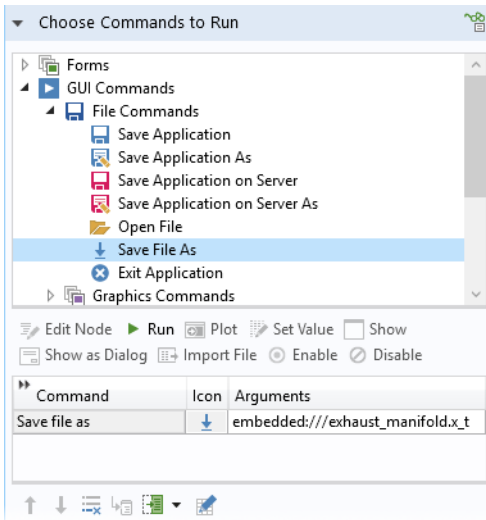 Choose Commands to Run
Forms
GUI Commands
File Commands
Save Application
Save Application As
Save Application on Server
Save Application on Server As
Open File
Save File As
Exit Application
Graphics Commands
Edit Node Run Plot Set Value Show
Show as Dialog Import File Enable Disable
Command Icon Arguments
Save file as embedded:///exhaust_manifold.x_t